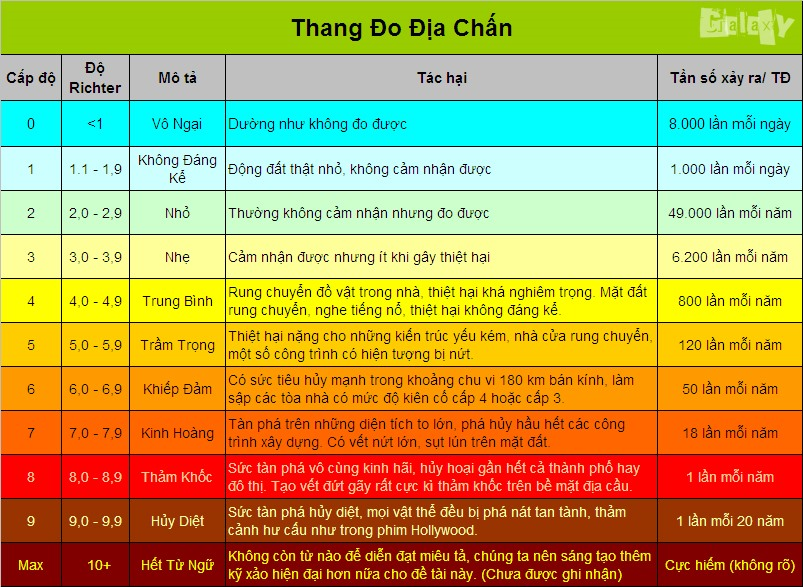 Thang Đo Địa Chấn
Galaxy
Cấp độ
Độ
Richter
Mô tả
Tác hại
Tần số xảy ra/ TĐ
0
<1
Vô Ngại
Dường như không đo được
8.000 lần mỗi ngày
1
1.1 - 1,9
Không Đáng
Kể
Động đất thật nhỏ, không cảm nhận được
1.000 lần mỗi ngày
2
2,0 - 2,9
Nhỏ
Thường không cảm nhận nhưng đo được
49.000 lần mỗi năm
3
3,0 - 3,9
Nhẹ
Cảm nhận được nhưng ít khi gây thiệt hại
6.200 lần mỗi năm
4
4,0 - 4,9
Trung Bình
Rung chuyển đồ vật trong nhà, thiệt hại khá nghiêm trọng. Mặt đất
rung chuyển, nghe tiếng nổ, thiệt hại không đáng kể.
800 lần mỗi năm
5
5,0 - 5,9
Trầm Trọng
Thiệt hại nặng cho những kiến trúc yếu kém, nhà cửa rung chuyển,
một số công trình có hiện tượng bị nứt.
120 lần mỗi năm
6
6,0 - 6,9
Khiếp Đảm
Có sức tiêu hủy mạnh trong khoảng chu vi 180 km bán kính, làm
sập các tòa nhà có mức độ kiên cố cấp 4 hoặc cấp 3.
50 lần mỗi năm
7
7,0 - 7,9
Kinh Hoàng
Tàn phá trên những diện tích to lớn, phá hủy hầu hết các công
trình xây dựng. Có vết nứt lớn, sụt lún trên mặt đất.
18 lần mỗi năm
8
8,0 - 8,9
Thảm Khốc
Sức tàn phá vô cùng kinh hãi, hủy hoại gần hết cả thành phố hay
đô thị. Tạo vết đứt gãy rất cực kì thảm khốc trên bề mặt địa cầu.
1 lần mỗi năm
9
9,0 - 9,9
Hủy Diệt
Sức tàn phá hủy diệt, mọi vật thể đều bị phá nát tan tành, thảm
cảnh hư cấu như trong phim Hollywood.
1 lần mỗi 20 năm
Max
10+
Hết Từ Ngữ
Không còn từ nào để diễn đạt miêu tả, chúng ta nên sáng tạo thêm
kỹ xảo hiện đại hơn nữa cho đề tài này. (Chưa được ghi nhận)
Cực hiếm (không rõ)